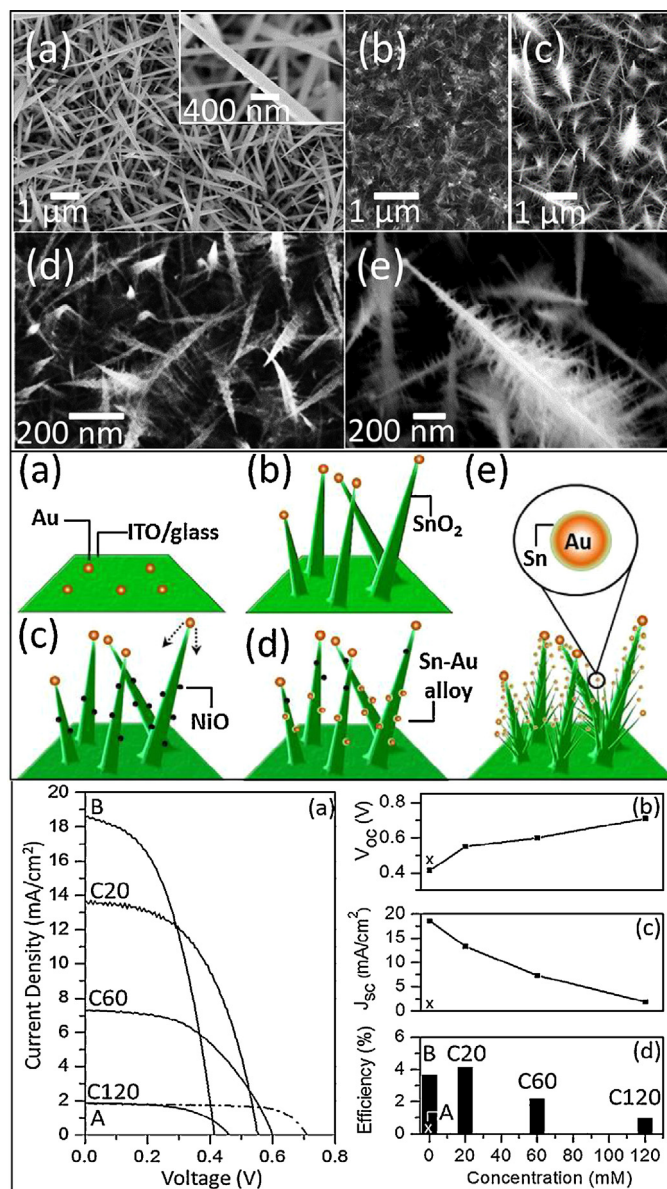 (a)
400 nm
1 µm
(b)
1 µm
(c)
1 µm
(d)
200 nm
(e)
200 nm
(a)
Au
ITO/glass
(b)
SnO₂
(e)
Sn
Au
(c)
NiO
(d)
Sn-Au
alloy
(a)
Current Density (mA/cm²)
20
18
16
14
12
10
8
6
4
2
0
B
C20
C60
C120
A
0.0 0.2 0.4 0.6 0.8
Voltage (V)
(b)
V_OC (V)
0.8
0.4
x
(c)
J_SC (mA/cm²)
20
15
10
5
0
x
(d)
Efficiency (%)
6
4
2
0
B
C20
C60
C120
A
x
0 20 40 60 80 100 120
Concentration (mM)